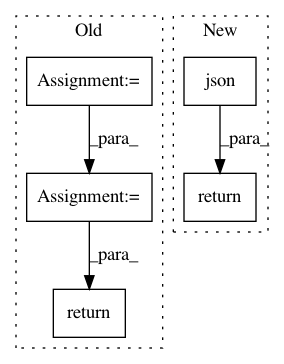 Old
New
Assignment:=
json
_para_
_para_
Assignment:=
return
_para_
return